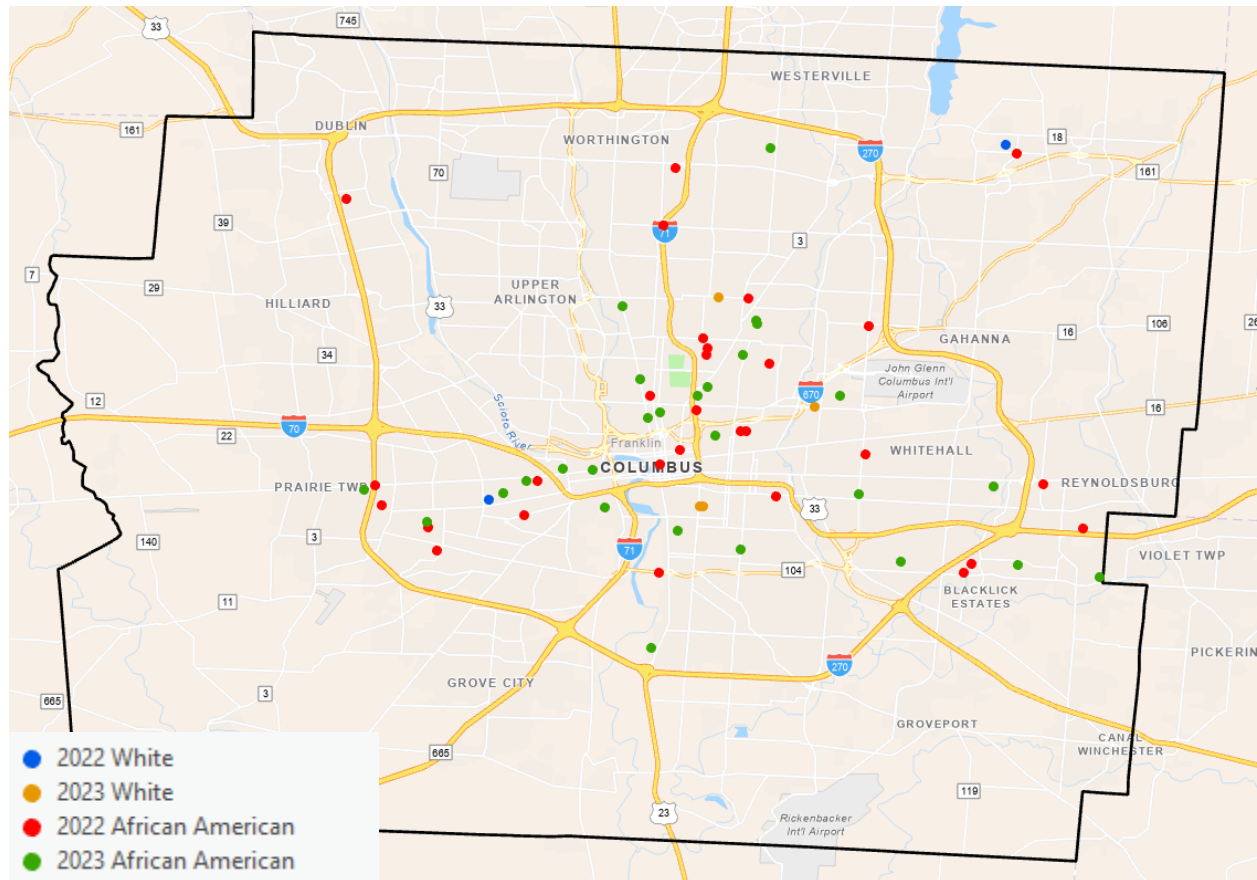 33
745
WESTERVILLE
161
DUBLIN
WORTHINGTON
18
270
70
161
39
71
3
7
29
UPPER
ARLINGTON
HILLIARD
33
34
GAHANNA
16
106
26
John Glenn
Columbus Int'l
Airport
670
12
16
70
22
Scioto River
Franklin
WHITEHALL
COLUMBUS
PRAIRIE TWP
REYNOLDSBURG
33
3
140
71
VIOLET TWP
104
11
BLACKLICK
ESTATES
PICKERIN
270
665
3
GROVE CITY
GROVEPORT
CANAL
WINCHESTER
665
119
23
Rickenbacker
Int'l Airport
2022 White
2023 White
2022 African American
2023 African American